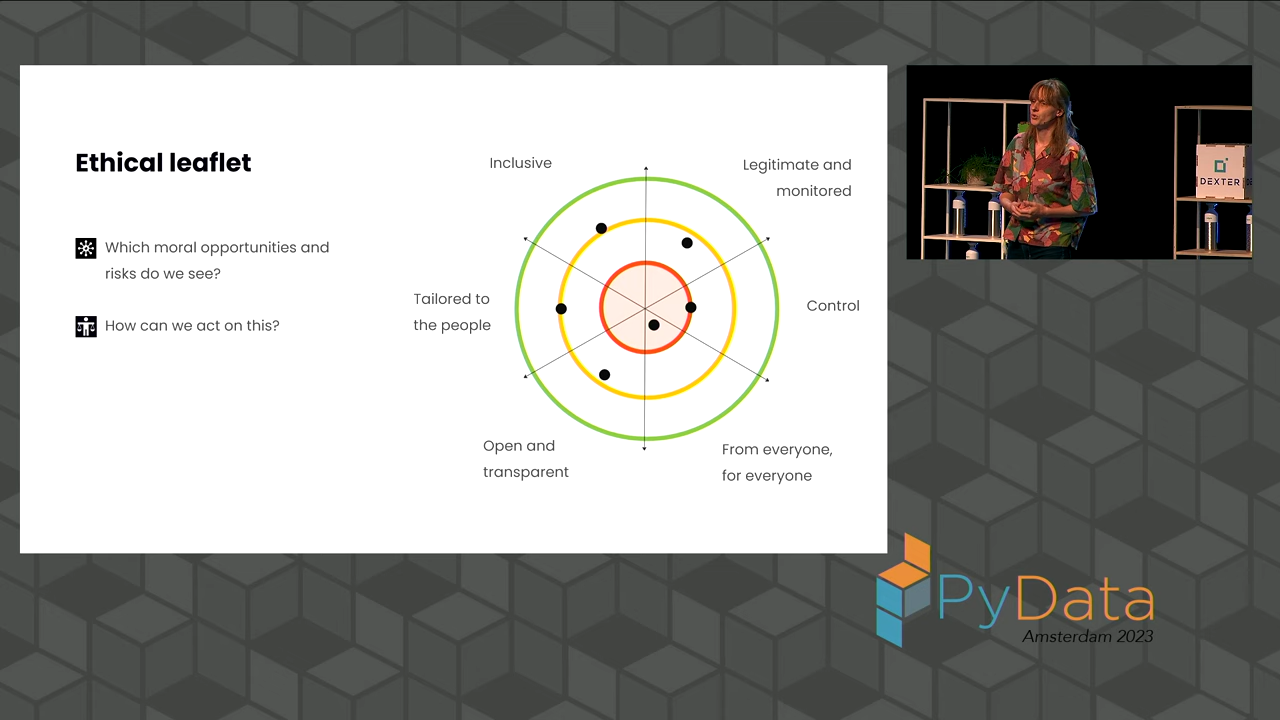 Ethical leaflet
Which moral opportunities and
risks do we see?
How can we act on this?
Inclusive
Legitimate and
monitored
Tailored to
the people
Control
Open and
transparent
From everyone,
for everyone
DEXTER
PyData
Amsterdam 2023